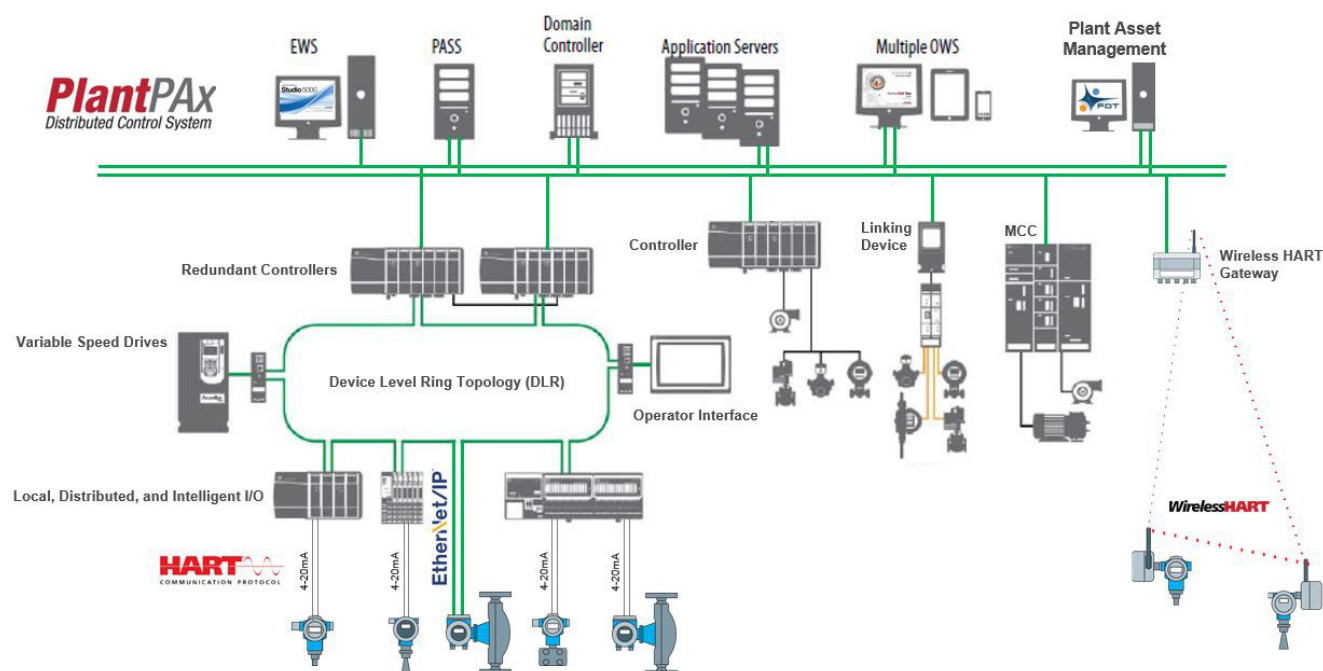 EWS
PASS
Domain
Controller
Application Servers
Multiple OWS
Plant Asset
Management
PlantPAx
Distributed Control System
Studio 5000
FDT
Redundant Controllers
Controller
Linking
Device
MCC
Wireless HART
Gateway
Variable Speed Drives
Device Level Ring Topology (DLR)
Operator Interface
Local, Distributed, and Intelligent I/O
EtherNet/IP
HART
COMMUNICATION PROTOCOL
4-20mA
4-20mA
4-20mA
4-20mA
WirelessHART